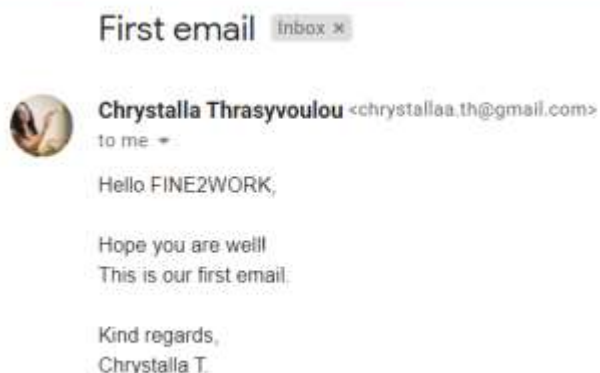 First email Inbox ×
Chrystalla Thrasyvoulou <chrystallaa.th@gmail.com>
to me
Hello FINE2WORK,
Hope you are well!
This is our first email.
Kind regards,
Chrystalla T.